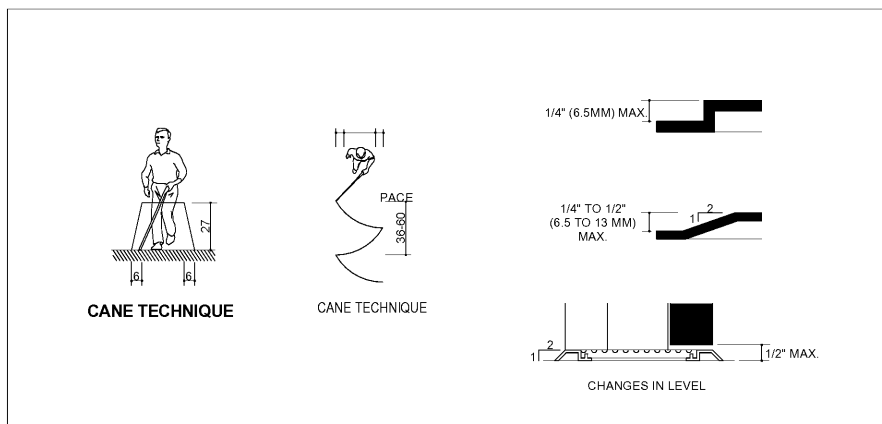 27
6
6
CANE TECHNIQUE
PACE
36-60
CANE TECHNIQUE
1/4" (6.5MM) MAX.
1/4" TO 1/2"
(6.5 TO 13 MM)
MAX.
1
2
2
1
1/2" MAX.
CHANGES IN LEVEL